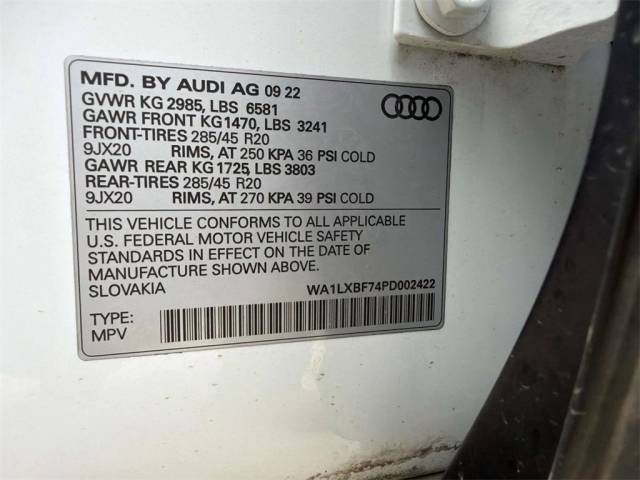 MFD. BY AUDI AG 09 22
GVWR KG 2985, LBS 6581
GAWR FRONT KG1470, LBS 3241
FRONT-TIRES 285/45 R20
9JX20 RIMS, AT 250 KPA 36 PSI COLD
GAWR REAR KG 1725, LBS 3803
REAR-TIRES 285/45 R20
9JX20 RIMS, AT 270 KPA 39 PSI COLD
THIS VEHICLE CONFORMS TO ALL APPLICABLE
U.S. FEDERAL MOTOR VEHICLE SAFETY
STANDARDS IN EFFECT ON THE DATE OF
MANUFACTURE SHOWN ABOVE.
SLOVAKIA WA1LXBF74PD002422
TYPE:
MPV